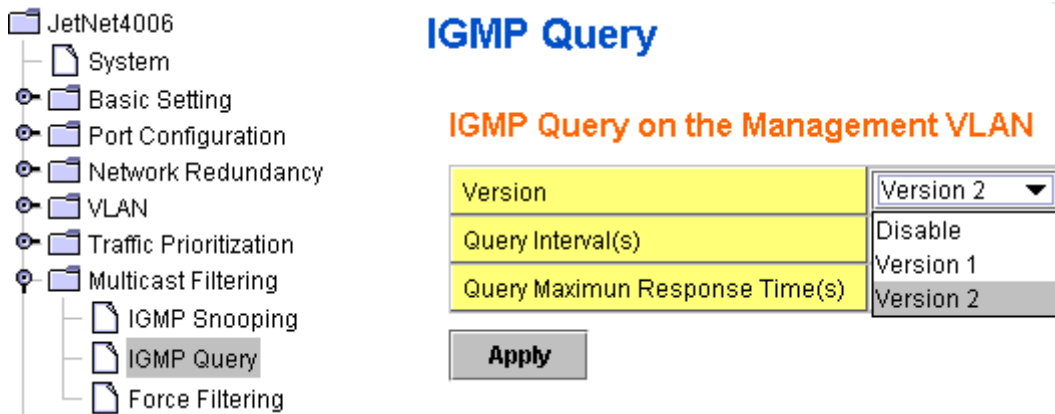 JetNet4006
System
Basic Setting
Port Configuration
Network Redundancy
VLAN
Traffic Prioritization
Multicast Filtering
IGMP Snooping
IGMP Query
Force Filtering
IGMP Query
IGMP Query on the Management VLAN
Version
Version 2
Query Interval(s)
Query Maximun Response Time(s)
Disable
Version 1
Version 2
Apply